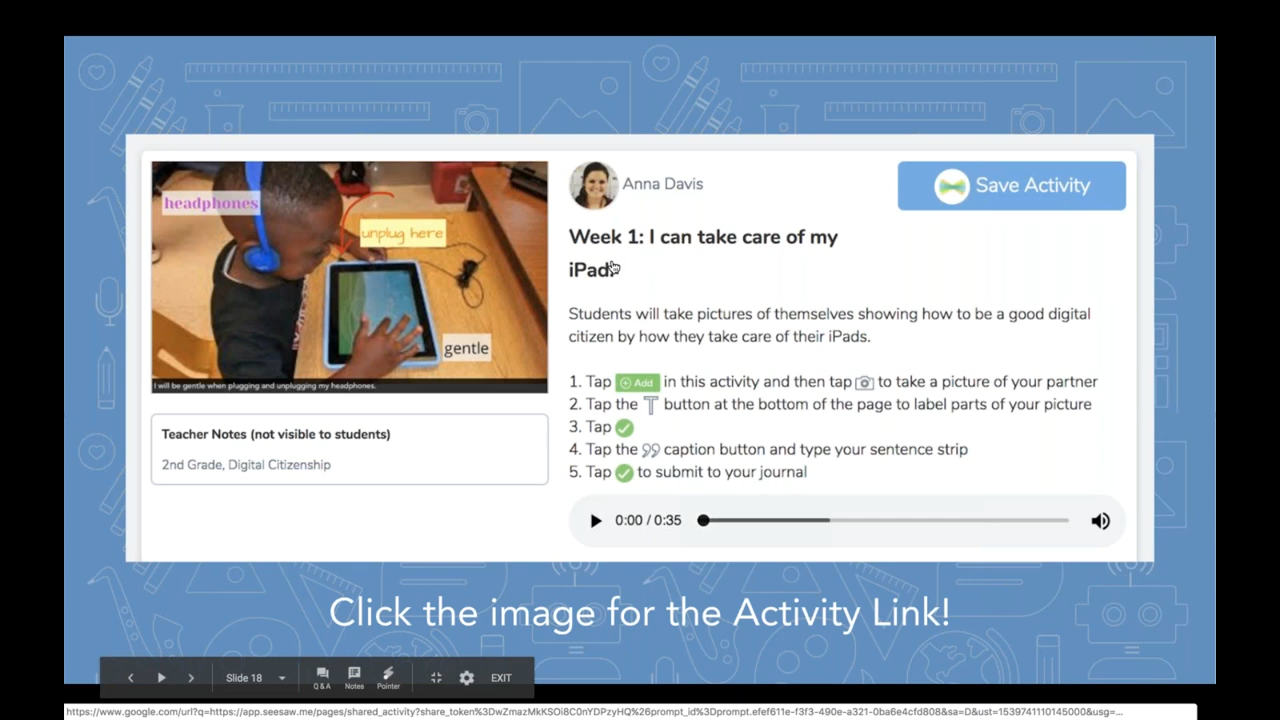 headphones
unplug here
gentle
I will be gentle when plugging and unplugging my headphones.
Teacher Notes (not visible to students)
2nd Grade, Digital Citizenship
Anna Davis
Save Activity
Week 1: I can take care of my
iPad.
Students will take pictures of themselves showing how to be a good digital
citizen by how they take care of their iPads.
1. Tap Add in this activity and then tap to take a picture of your partner
2. Tap the T button at the bottom of the page to label parts of your picture
3. Tap
4. Tap the caption button and type your sentence strip
5. Tap to submit to your journal
0:00 / 0:35
Click the image for the Activity Link!
Slide 18
Q&A
Notes
Pointer
EXIT
https://www.google.com/url?q=https://app.seesaw.me/pages/shared_activity?share_token%3DwZmazMkKSOi8C0nYDPzyHQ%26prompt_id%3Dprompt.efef611e-f3f3-490e-a321-0ba6e4cfd808&sa=D&ust=1539741110145000&usg=...